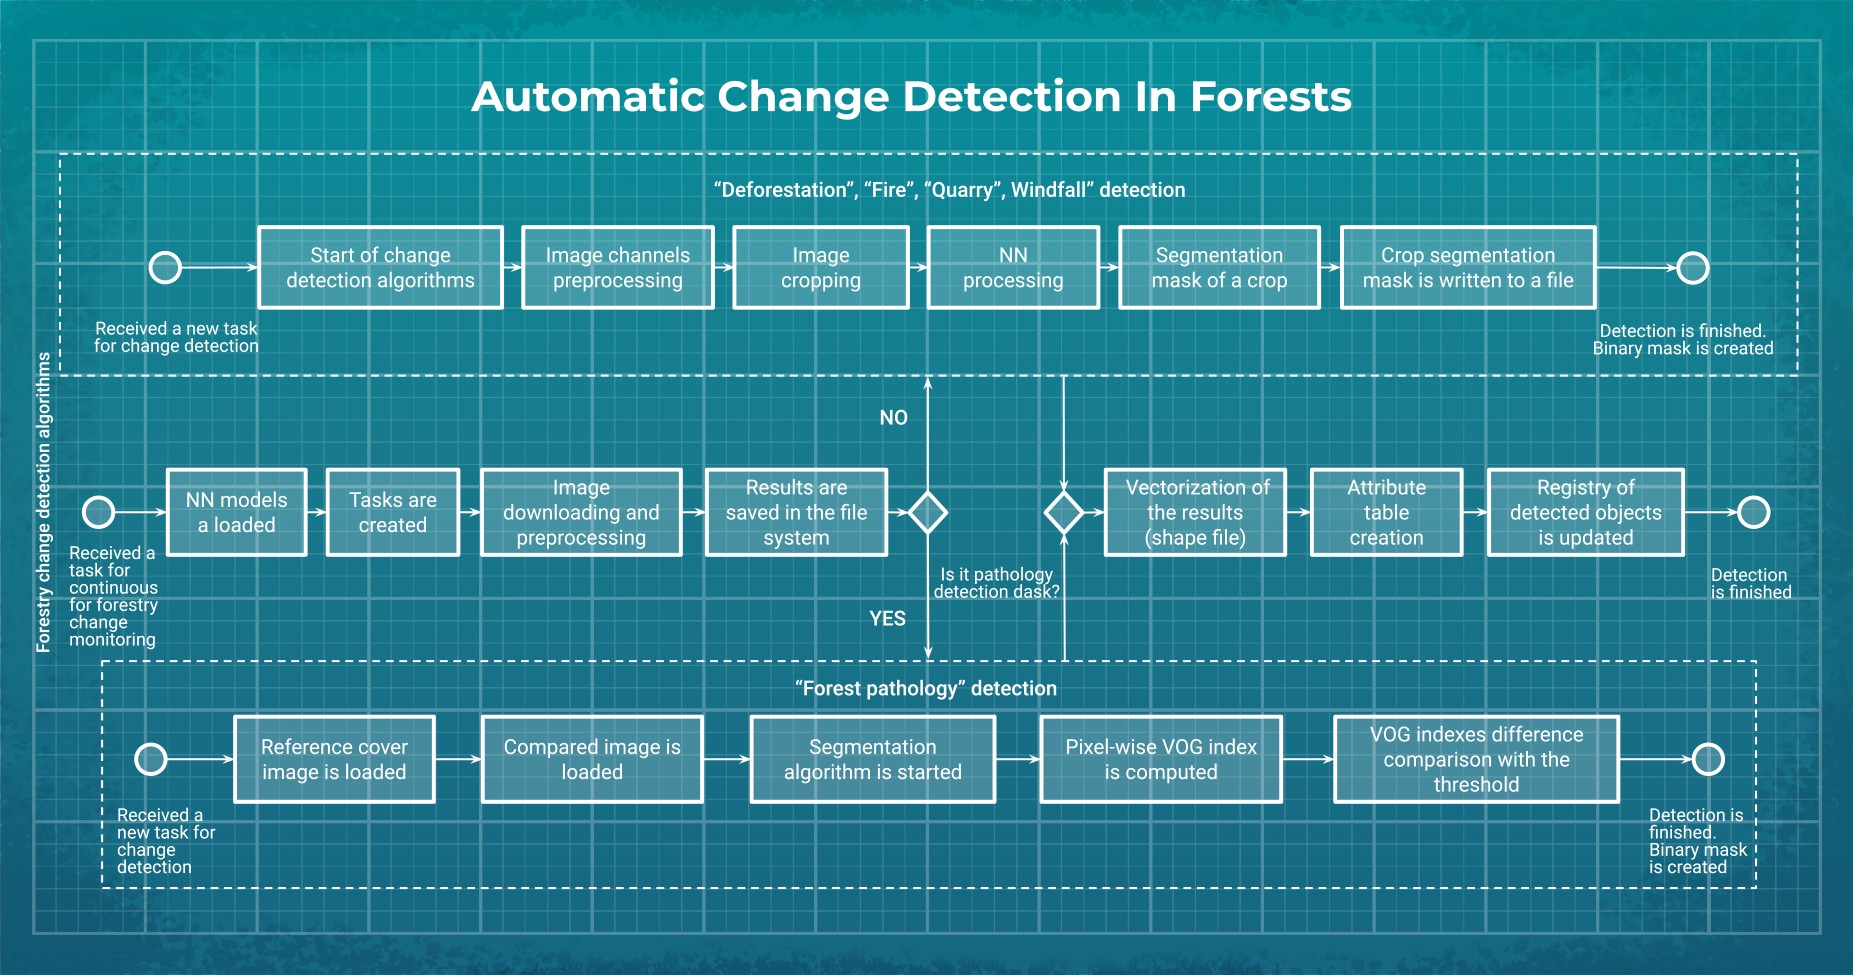 Automatic Change Detection In Forests
“Deforestation”, “Fire”, “Quarry”, Windfall” detection
Start of change
detection algorithms
Image channels
preprocessing
Image
cropping
NN
processing
Segmentation
mask of a crop
Crop segmentation
mask is written to a file
Received a new task
for change detection
Detection is finished.
Binary mask is created
Forestry change detection algorithms
NO
NN models
a loaded
Tasks are
created
Image
downloading and
preprocessing
Results are
saved in the file
system
Vectorization of
the results
(shape file)
Attribute
table
creation
Registry of
detected objects
is updated
Received a
task for
continuous
for forestry
change
monitoring
Is it pathology
detection dask?
Detection
is finished
YES
“Forest pathology” detection
Reference cover
image is loaded
Compared image is
loaded
Segmentation
algorithm is started
Pixel-wise VOG index
is computed
VOG indexes difference
comparison with the
threshold
Received a
new task for
change
detection
Detection is
finished.
Binary mask
is created